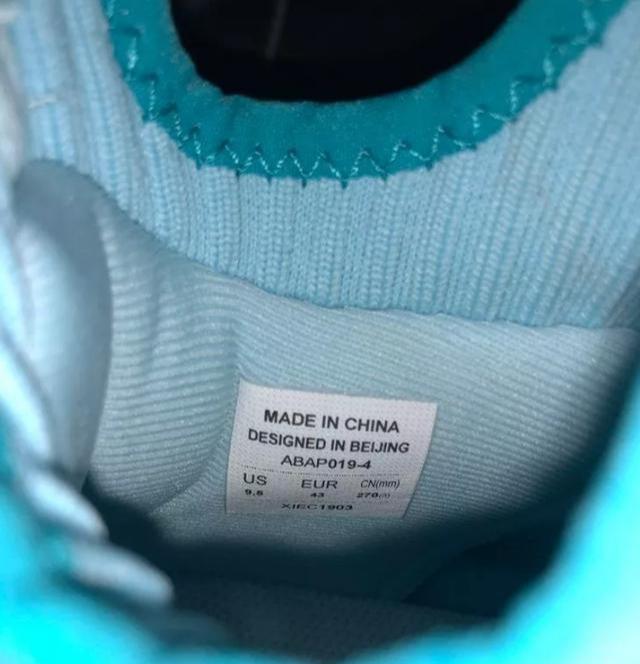 MADE IN CHINA
DESIGNED IN BEIJING
ABAP019-4
US EUR CN(mm)
9.5 43 270
XIEC1903